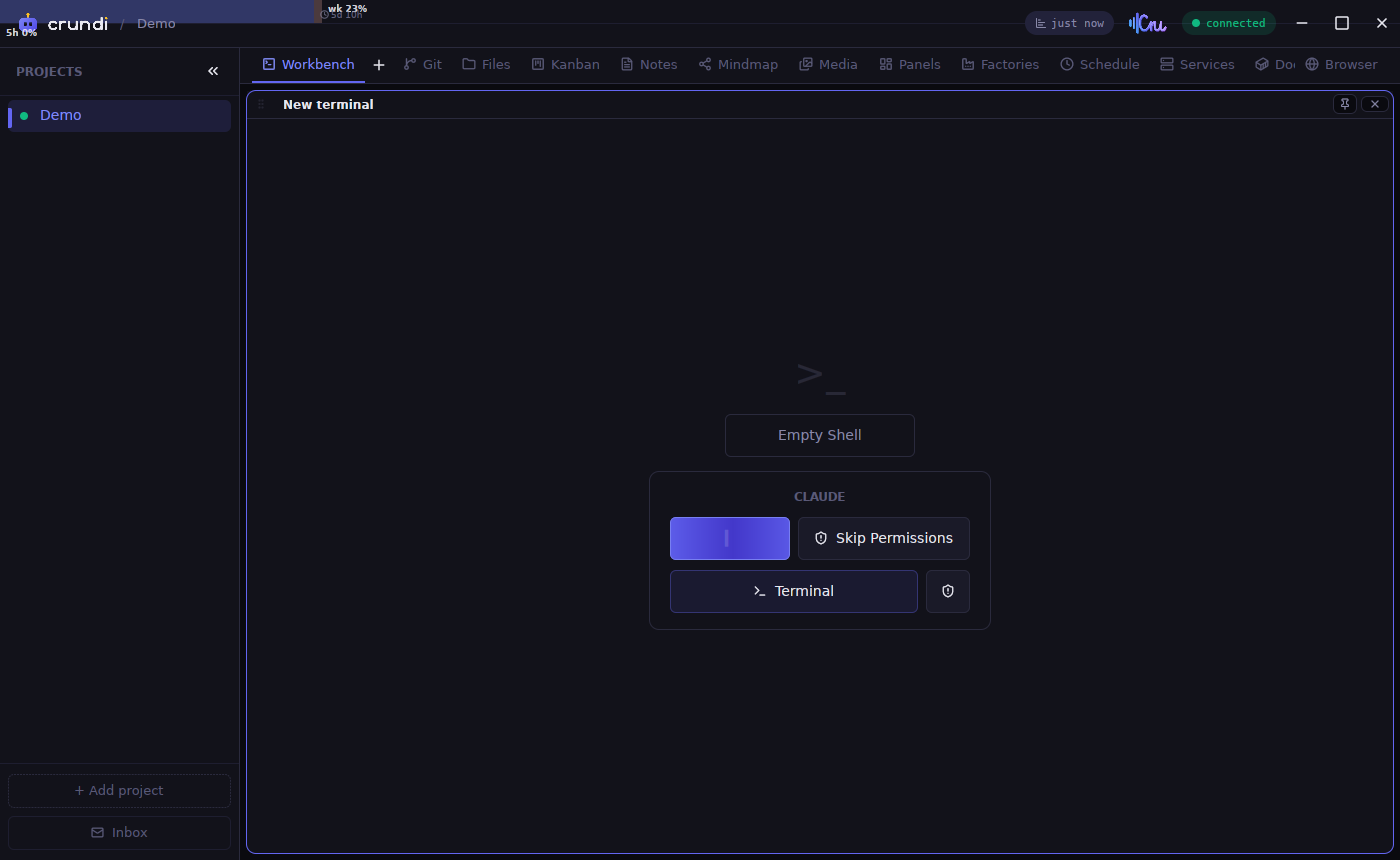 wk 23%
5d 10h
5h 0%
crundi / Demo
just now
Cru
connected
PROJECTS
Workbench
Git
Files
Kanban
Notes
Mindmap
Media
Panels
Factories
Schedule
Services
Doc
Browser
Demo
New terminal
>_
Empty Shell
CLAUDE
Skip Permissions
Terminal
+ Add project
Inbox